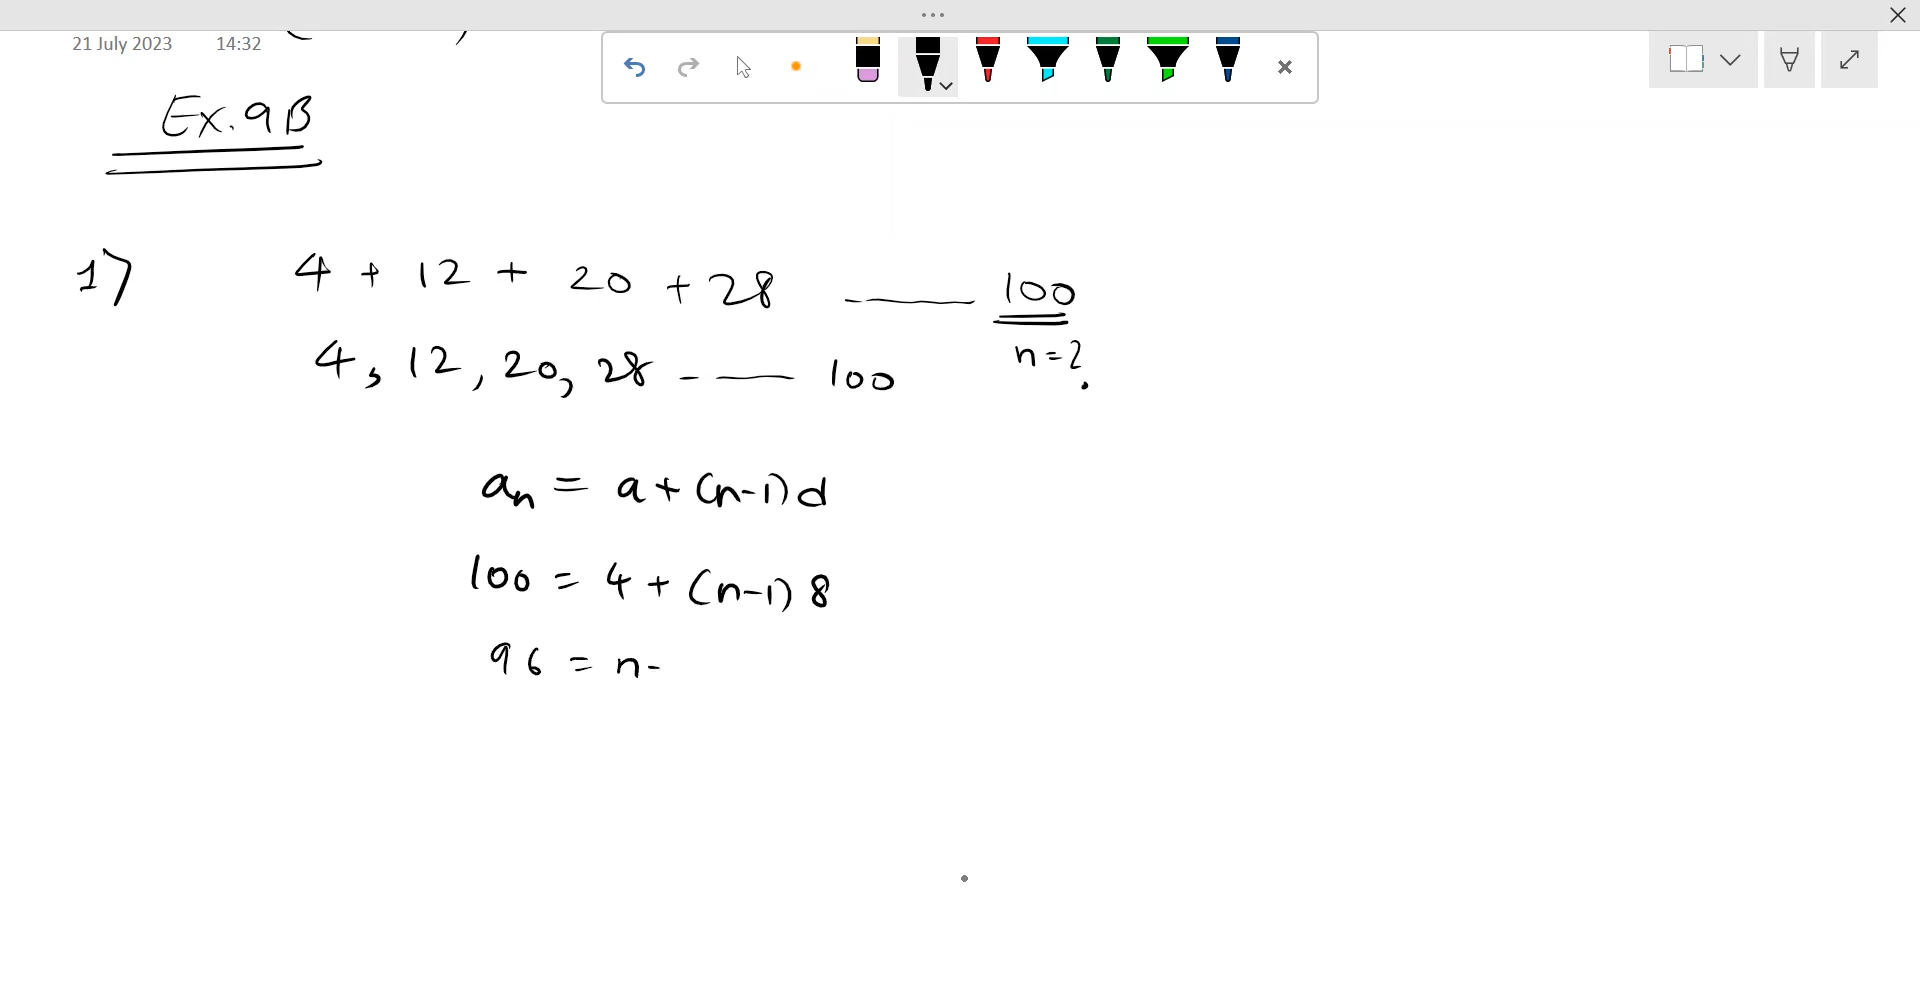 21 July 2023 14:32
Ex. 9B
1) 4 + 12 + 20 + 28 ——— 100
n = ?
4, 12, 20, 28 - —— 100
an = a + (n-1) d
100 = 4 + (n-1) 8
96 = n -